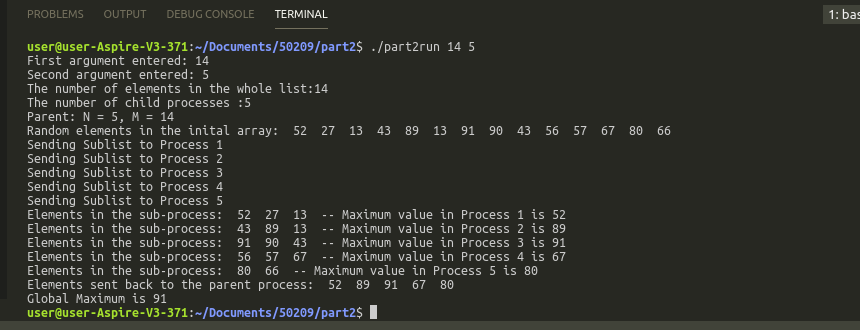 PROBLEMS OUTPUT DEBUG CONSOLE TERMINAL 1: bas
user@user-Aspire-V3-371:~/Documents/50209/part2$ ./part2run 14 5
First argument entered: 14
Second argument entered: 5
The number of elements in the whole list:14
The number of child processes :5
Parent: N = 5, M = 14
Random elements in the inital array:  52  27  13  43  89  13  91  90  43  56  57  67  80  66
Sending Sublist to Process 1
Sending Sublist to Process 2
Sending Sublist to Process 3
Sending Sublist to Process 4
Sending Sublist to Process 5
Elements in the sub-process:  52  27  13  -- Maximum value in Process 1 is 52
Elements in the sub-process:  43  89  13  -- Maximum value in Process 2 is 89
Elements in the sub-process:  91  90  43  -- Maximum value in Process 3 is 91
Elements in the sub-process:  56  57  67  -- Maximum value in Process 4 is 67
Elements in the sub-process:  80  66  -- Maximum value in Process 5 is 80
Elements sent back to the parent process:  52  89  91  67  80
Global Maximum is 91
user@user-Aspire-V3-371:~/Documents/50209/part2$